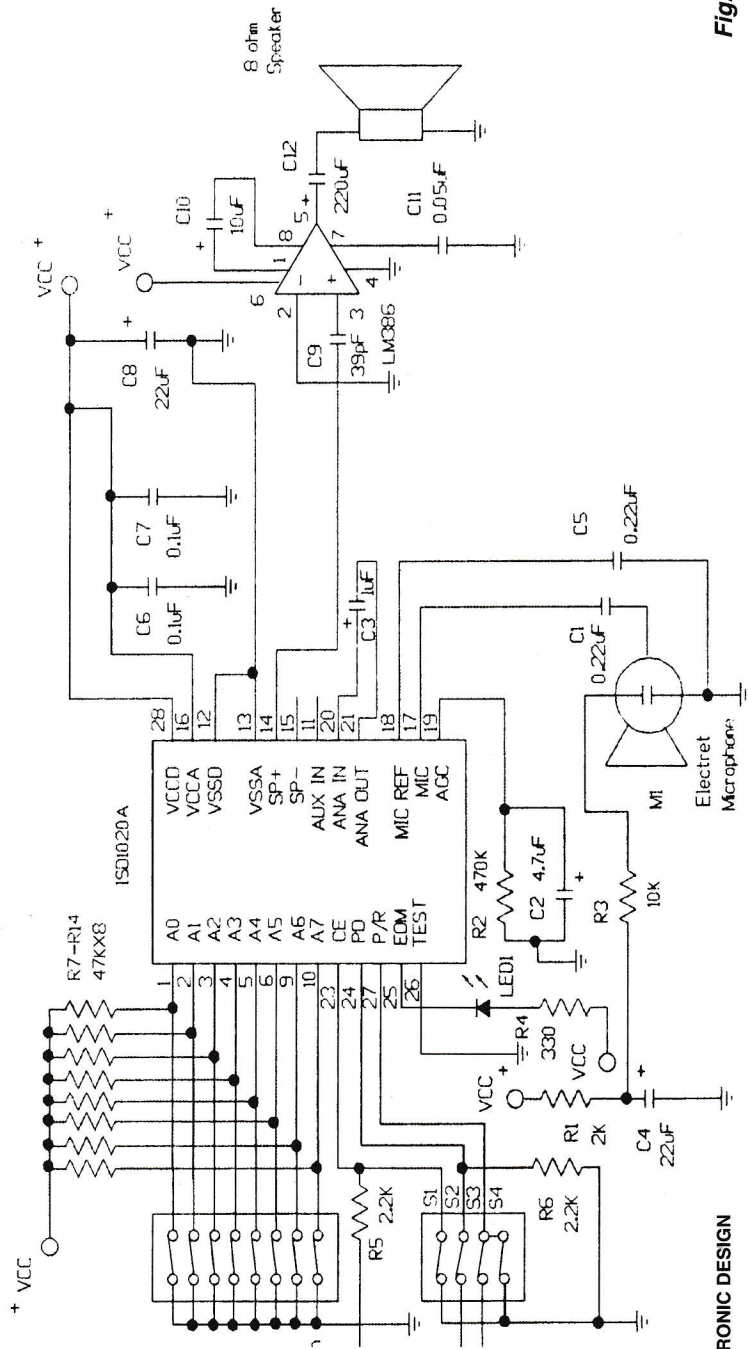 + VCC
R7-R14
47KX8
ISD1020A
1
2
3
4
5
6
9
10
23
24
27
25
26
A0
A1
A2
A3
A4
A5
A6
A7
CE
PD
P/R
EOM
TEST
VCCD
VCCA
VSSD
VSSA
SP+
SP-
AUX IN
ANA IN
ANA OUT
MIC REF
MIC
AGC
28
16
12
13
14
15
11
20
21
18
17
19
VCC +
C6
0.1uF
C7
0.1uF
C8
22uF
+
VCC +
C9
39pF
LM386
6
2
3
4
1
8
5
7
-
+
C10
10uF
+
C12
220uF
+
C11
0.05uF
8 ohm
Speaker
C3
1uF
+
C5
0.22uF
C1
0.22uF
M1
Electret
Microphone
R2
470K
C2
4.7uF
+
R3
10K
LED1
R4
330
VCC
VCC +
R1
2K
C4
22uF
+
R5
2.2K
S1
S2
S3
S4
R6
2.2K
RONIC DESIGN
Fig.